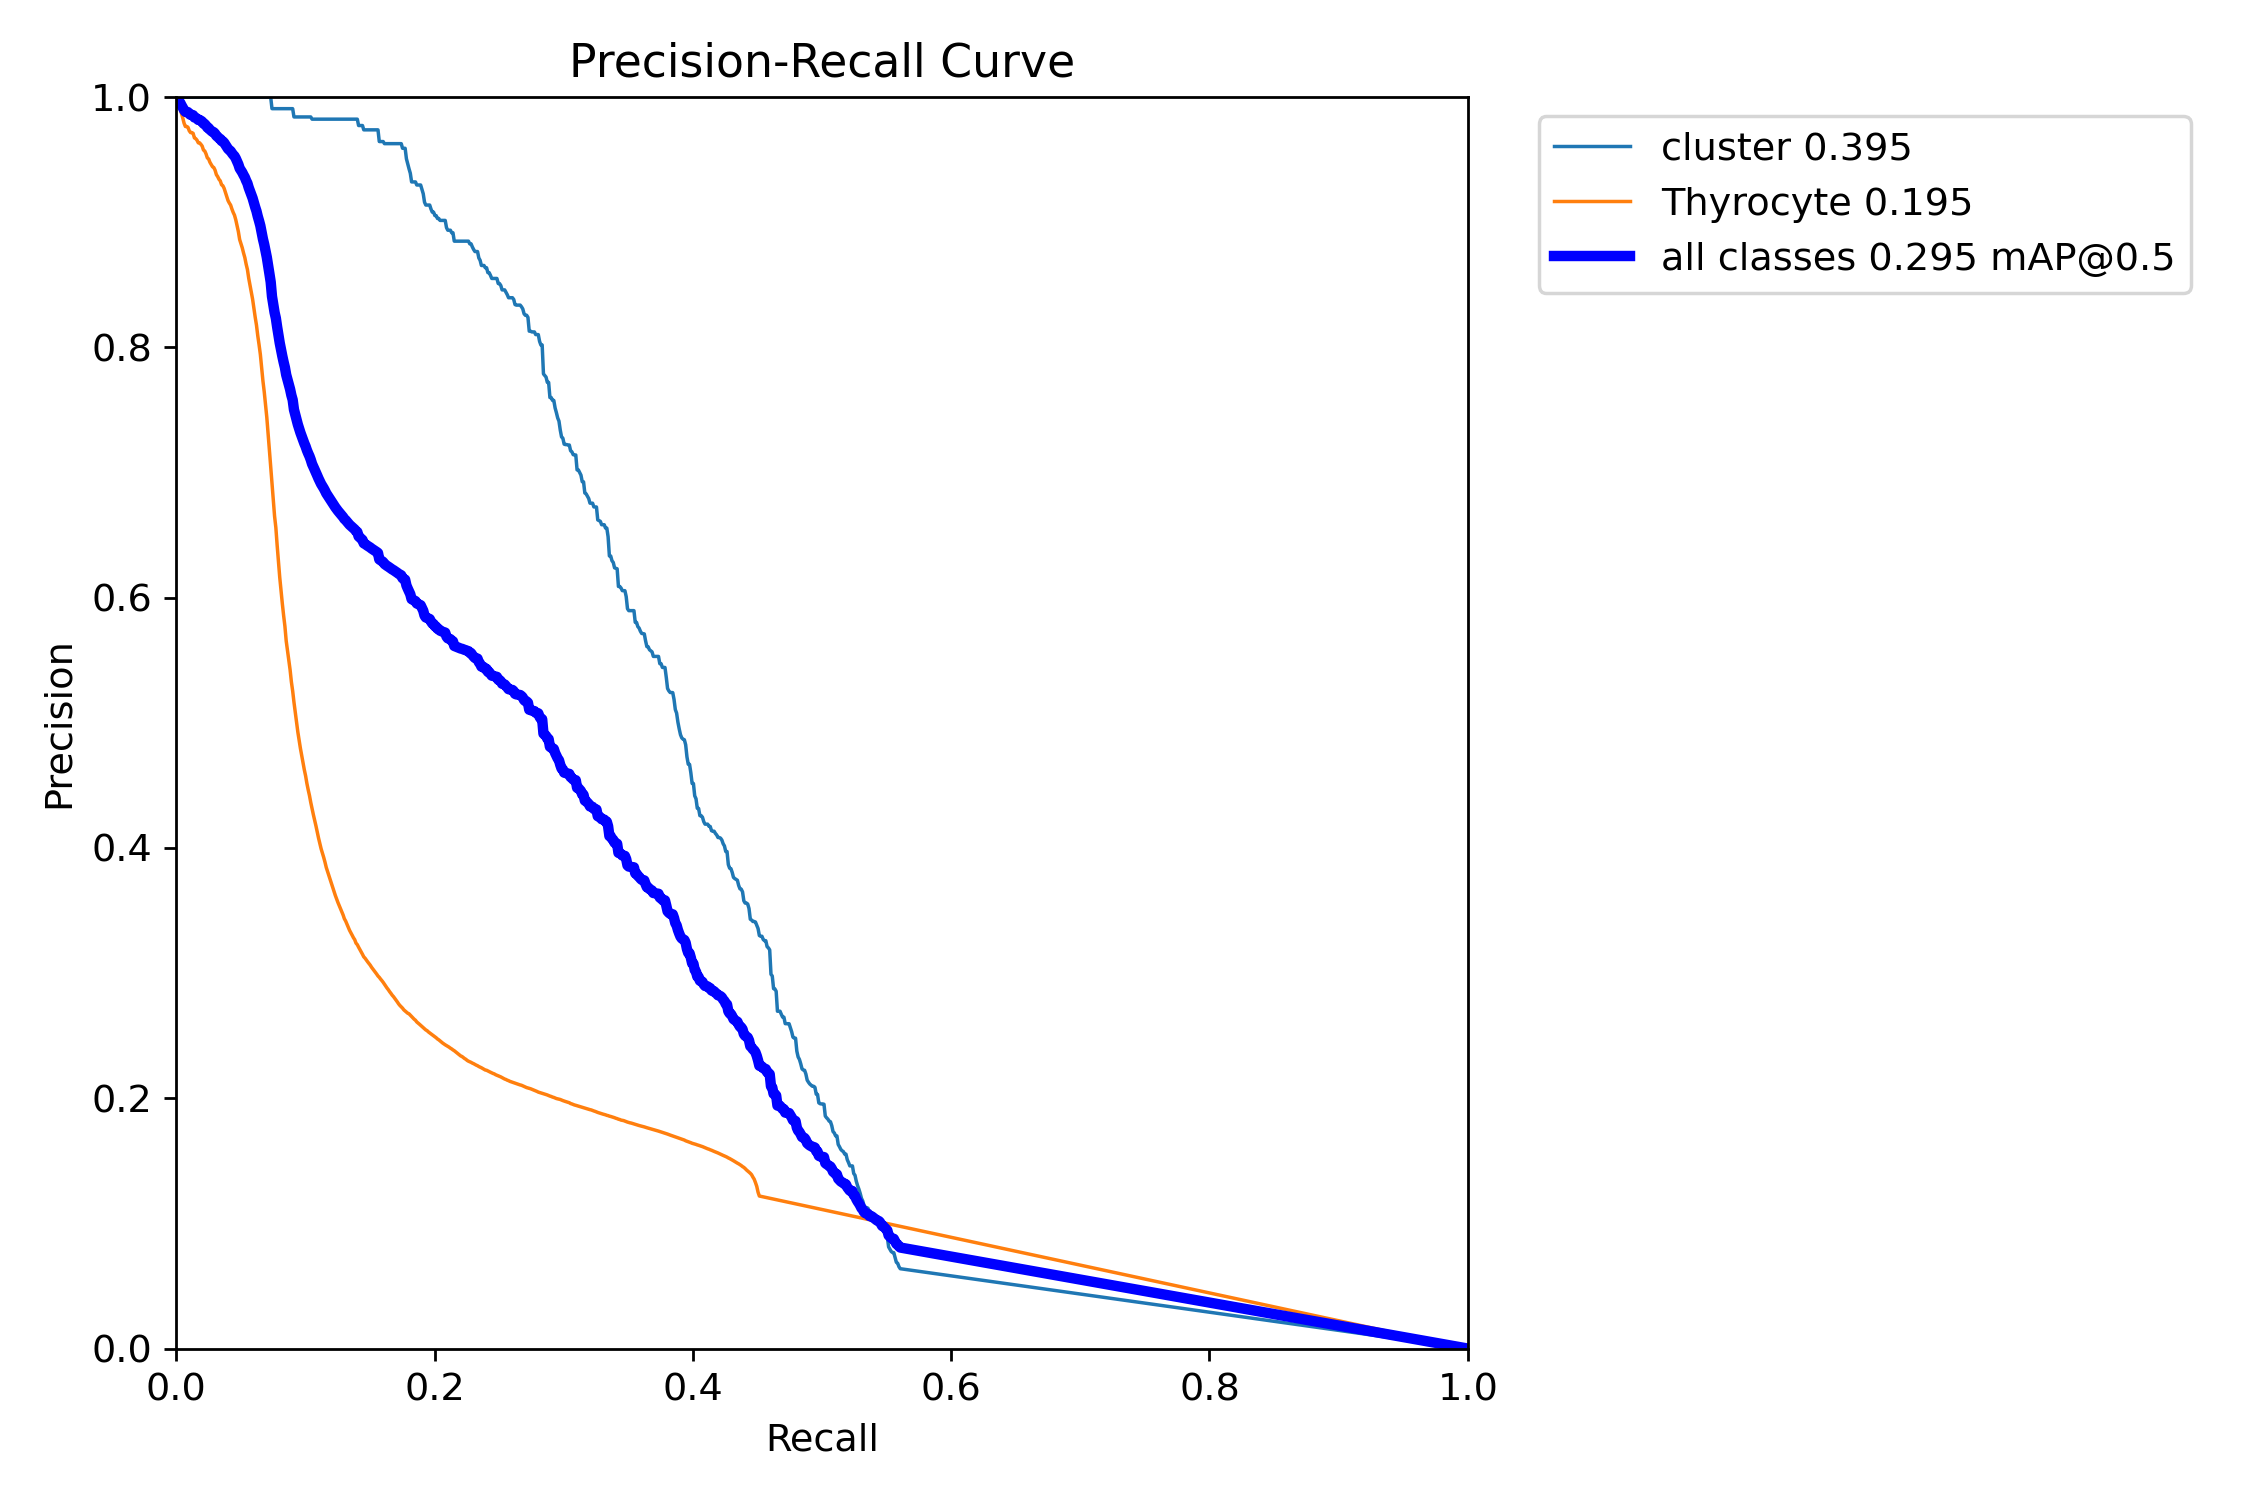 Precision-Recall Curve
cluster 0.395
Thyrocyte 0.195
all classes 0.295 mAP@0.5
Precision
1.0
0.8
0.6
0.4
0.2
0.0
0.0 0.2 0.4 0.6 0.8 1.0
Recall